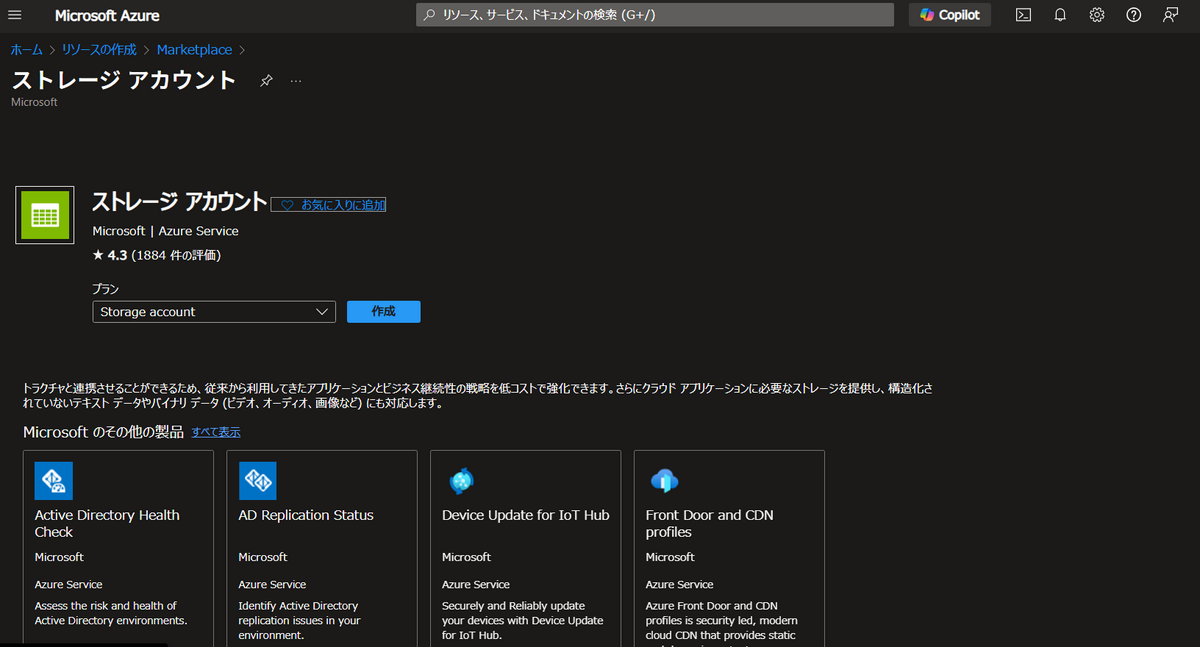 Microsoft Azure
リソース、サービス、ドキュメントの検索 (G+/)
Copilot
ホーム > リソースの作成 > Marketplace >
ストレージ アカウント
Microsoft
ストレージ アカウント
お気に入りに追加
Microsoft | Azure Service
★ 4.3 (1884 件の評価)
プラン
Storage account
作成
トラクチャと連携させることができるため、従来から利用してきたアプリケーションとビジネス継続性の戦略を低コストで強化できます。さらにクラウド アプリケーションに必要なストレージを提供し、構造化さ
れていないテキスト データやバイナリ データ (ビデオ、オーディオ、画像など) にも対応します。
Microsoft のその他の製品 すべて表示
Active Directory Health
Check
Microsoft
Azure Service
Assess the risk and health of
Active Directory environments.
AD Replication Status
Microsoft
Azure Service
Identify Active Directory
replication issues in your
environment.
Device Update for IoT Hub
Microsoft
Azure Service
Securely and Reliably update
your devices with Device Update
for IoT Hub.
Front Door and CDN
profiles
Microsoft
Azure Service
Azure Front Door and CDN
profiles is security led, modern
cloud CDN that provides static